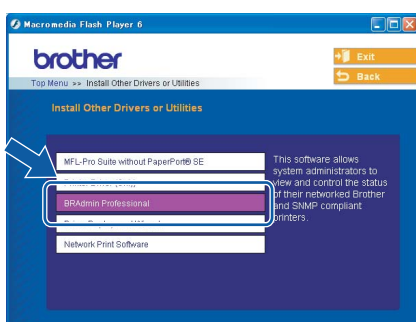 Macromedia Flash Player 6
brother
Exit
Back
Top Menu >> Install Other Drivers or Utilities
Install Other Drivers or Utilities
MFL-Pro Suite without PaperPort® SE
BRAdmin Professional
Network Print Software
This software allows
system administrators to
view and control the status
of their networked Brother
and SNMP compliant
printers.